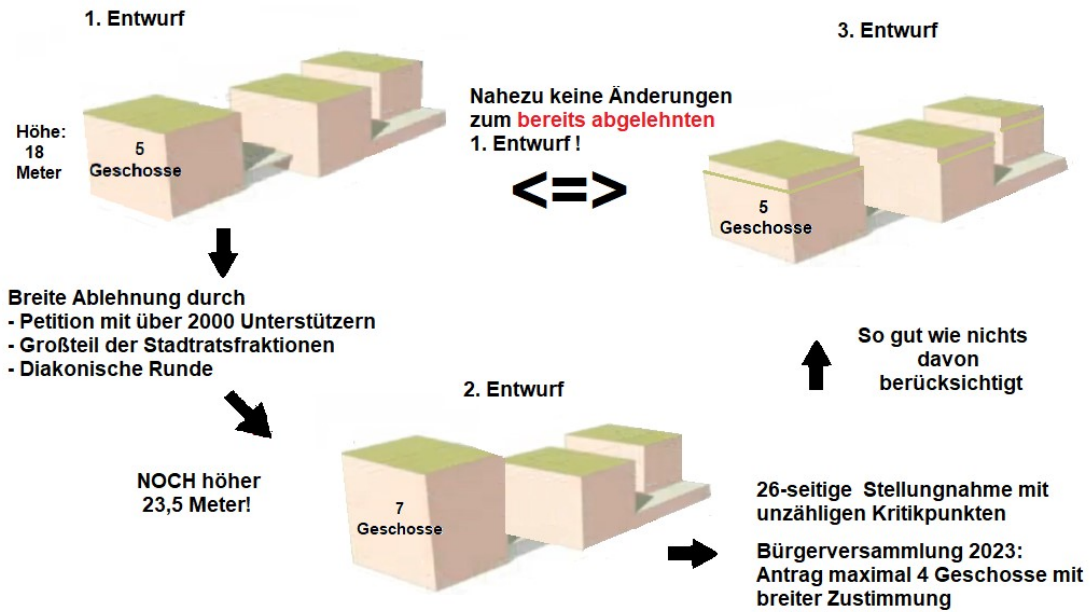 1. Entwurf
Höhe:
18
Meter
5
Geschosse
Nahezu keine Änderungen
zum bereits abgelehnten
1. Entwurf !
<=>
3. Entwurf
5
Geschosse
Breite Ablehnung durch
- Petition mit über 2000 Unterstützern
- Großteil der Stadtratsfraktionen
- Diakonische Runde
NOCH höher
23,5 Meter!
2. Entwurf
7
Geschosse
26-seitige Stellungnahme mit
unzähligen Kritikpunkten
Bürgerversammlung 2023:
Antrag maximal 4 Geschosse mit
breiter Zustimmung
So gut wie nichts
davon
berücksichtigt